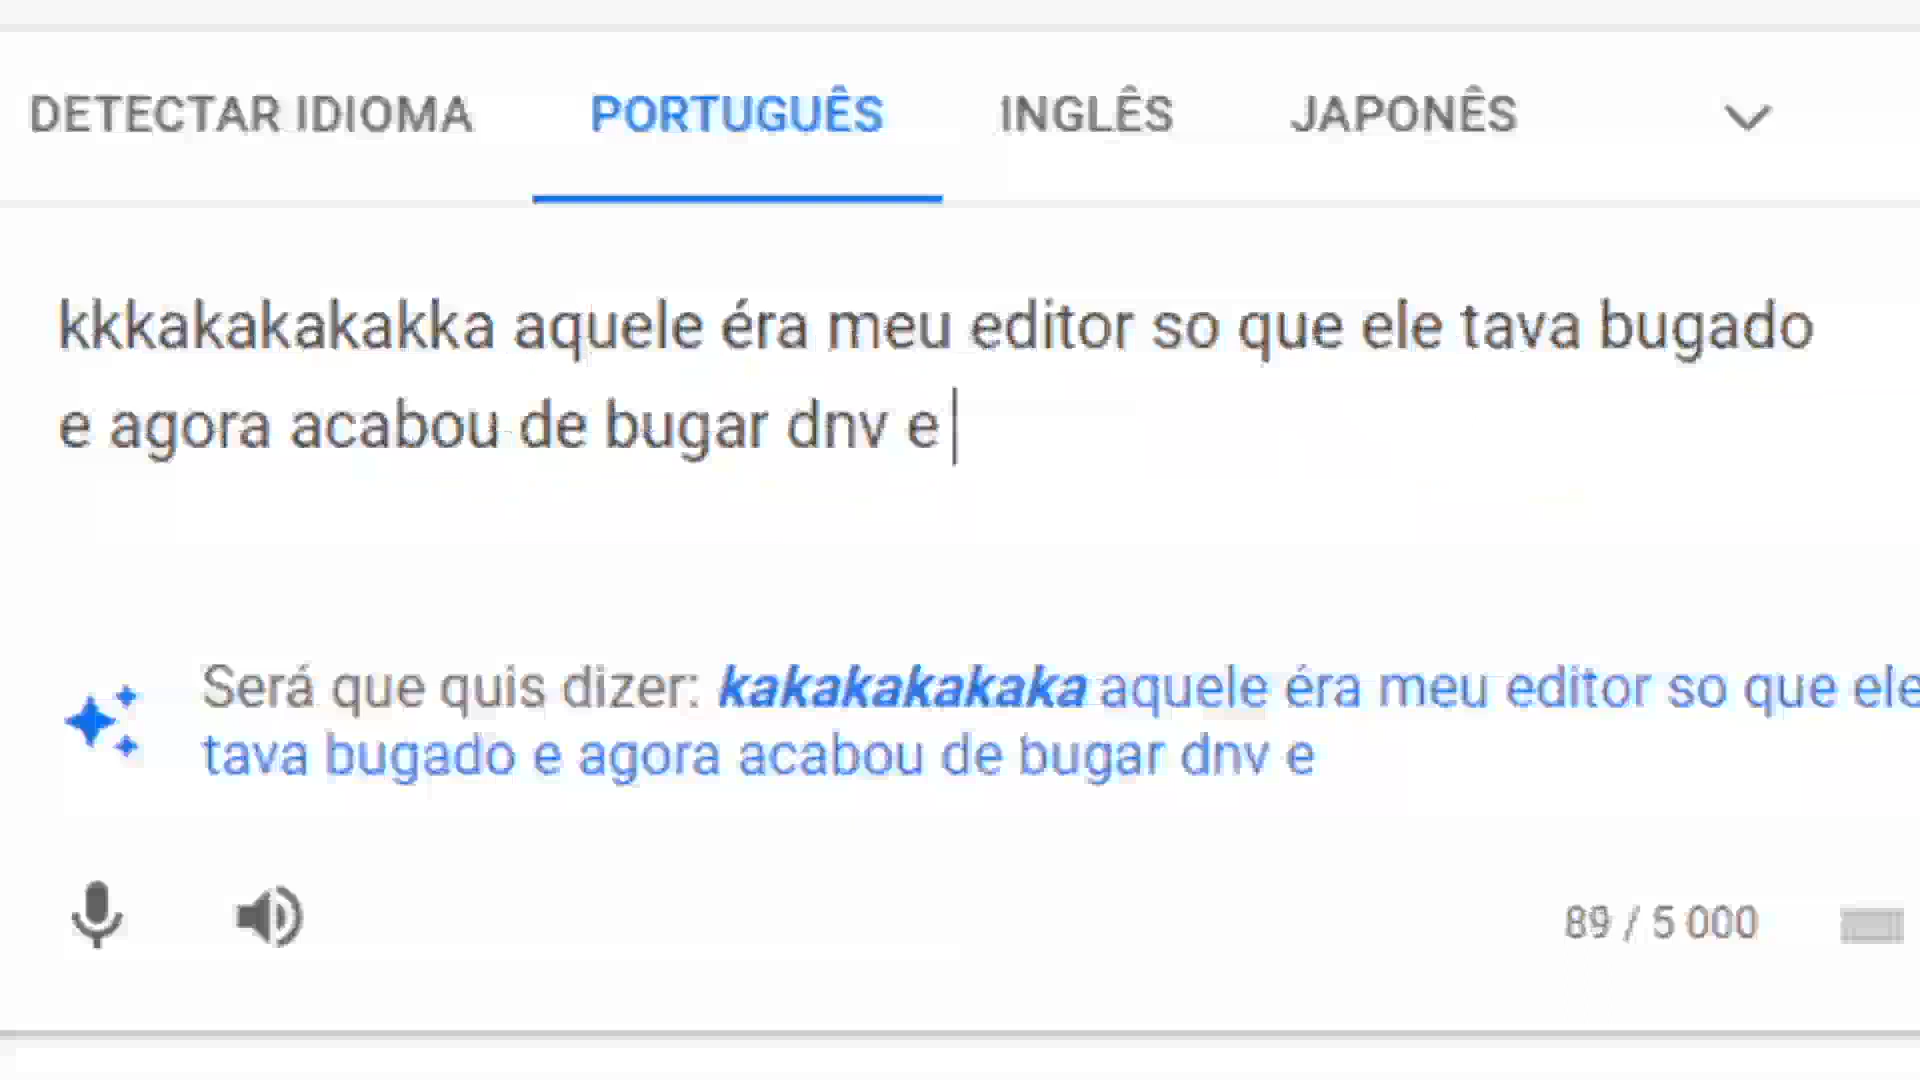 DETECTAR IDIOMA PORTUGUÊS INGLÊS JAPONÊS
kkkakakakakka aquele éra meu editor so que ele tava bugado
e agora acabou de bugar dnv e
Será que quis dizer: kakakakakaka aquele éra meu editor so que ele
tava bugado e agora acabou de bugar dnv e
89 / 5 000